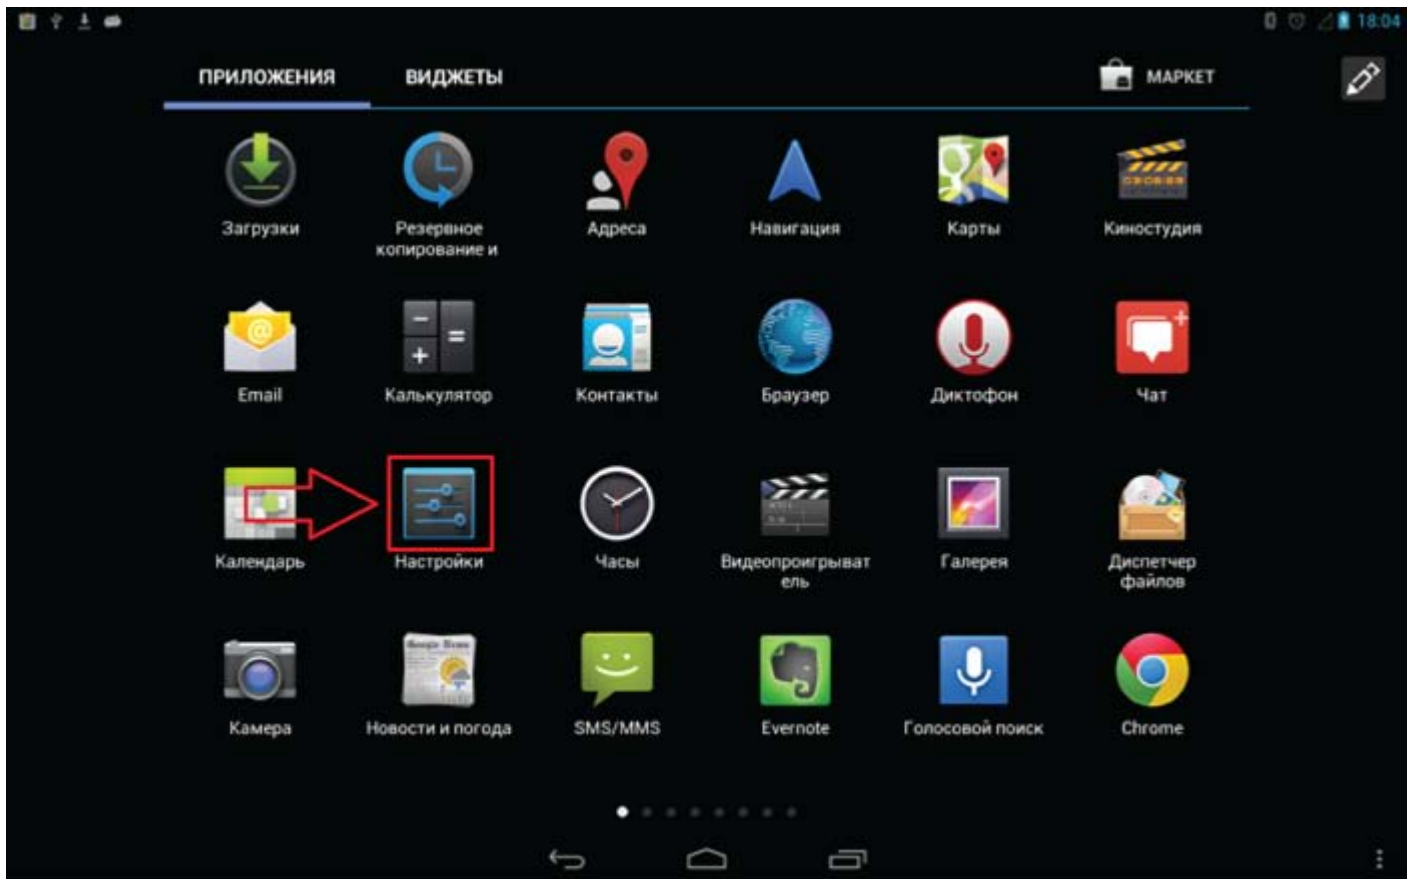 18:04
ПРИЛОЖЕНИЯ
ВИДЖЕТЫ
МАРКЕТ
Загрузки
Резервное
копирование и
Адреса
Навигация
Карты
Киностудия
Email
Калькулятор
Контакты
Браузер
Диктофон
Чат
Календарь
Настройки
Часы
Видеопроигрыват
ель
Галерея
Диспетчер
файлов
Камера
Новости и погода
SMS/MMS
Evernote
Голосовой поиск
Chrome